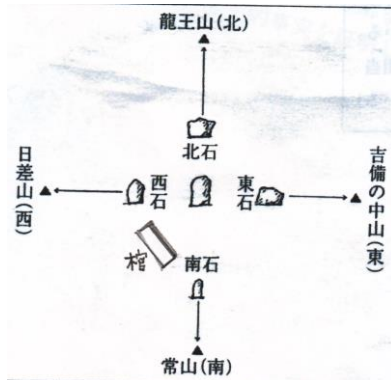 龍王山(北)
北石
日差山(西)
西石
東石
吉備の中山(東)
棺
南石
常山(南)